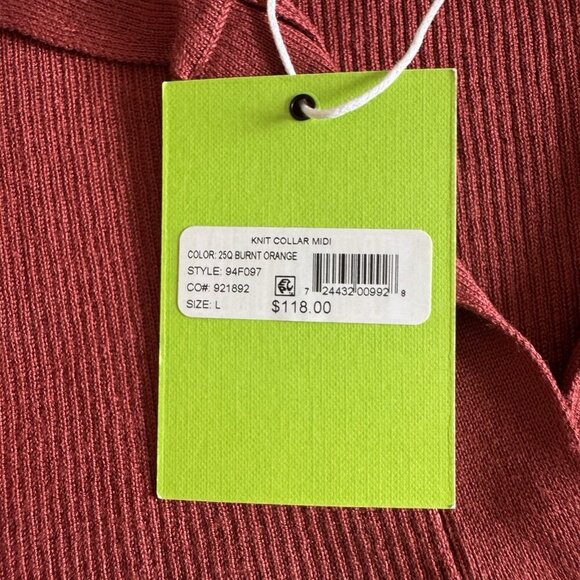 KNIT COLLAR MIDI
COLOR: 25Q BURNT ORANGE
STYLE: 94F097
CO#: 921892
7 24432 00992 8
SIZE: L
$118.00